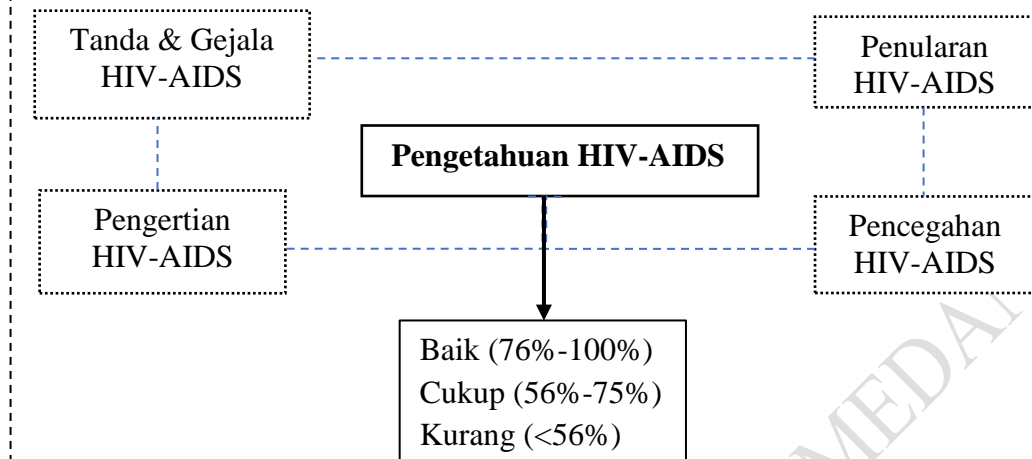 Tanda & Gejala
HIV-AIDS
Penularan
HIV-AIDS
Pengetahuan HIV-AIDS
Pengertian
HIV-AIDS
Pencegahan
HIV-AIDS
Baik (76%-100%)
Cukup (56%-75%)
Kurang (<56%)